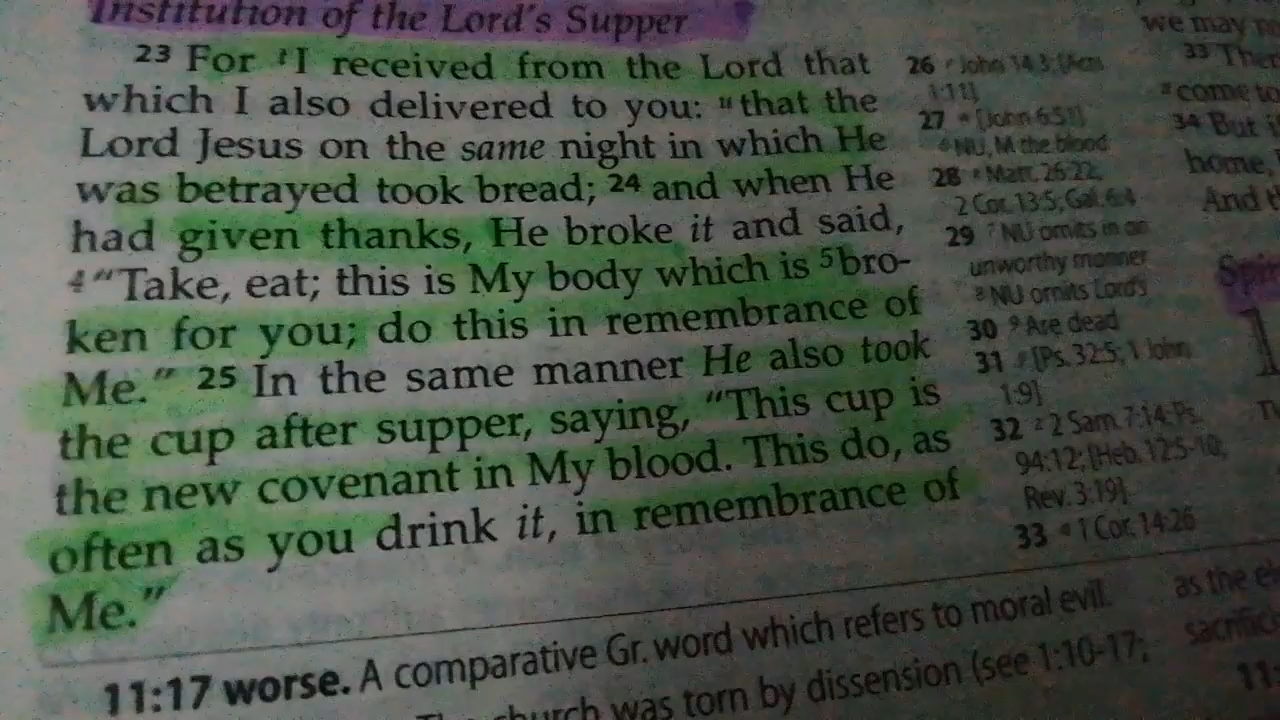 Institution of the Lord's Supper
23 For ᵗI received from the Lord that
which I also delivered to you: ᵘthat the
Lord Jesus on the same night in which He
was betrayed took bread; 24 and when He
had given thanks, He broke it and said,
4 "Take, eat; this is My body which is 5bro-
ken for you; do this in remembrance of
Me." 25 In the same manner He also took
the cup after supper, saying, "This cup is
the new covenant in My blood. This do, as
often as you drink it, in remembrance of
Me."
26 John 14:3; [Acts
1:11]
27 [John 6:51]
6 NU, M the blood
28 Matt. 26:22;
2 Cor. 13:5; Gal. 6:4
29 7 NU omits in an
unworthy manner
8 NU omits Lord's
30 9 Are dead
31 [Ps. 32:5; 1 John
1:9]
32 z 2 Sam. 7:14; Ps.
94:12; [Heb. 12:5-10;
Rev. 3:19]
33 a 1 Cor. 14:26
we may
33
come to
34 But
home,
And
11:17 worse. A comparative Gr. word which refers to moral evil.
church was torn by dissension (see 1:10-17;
as the
11: